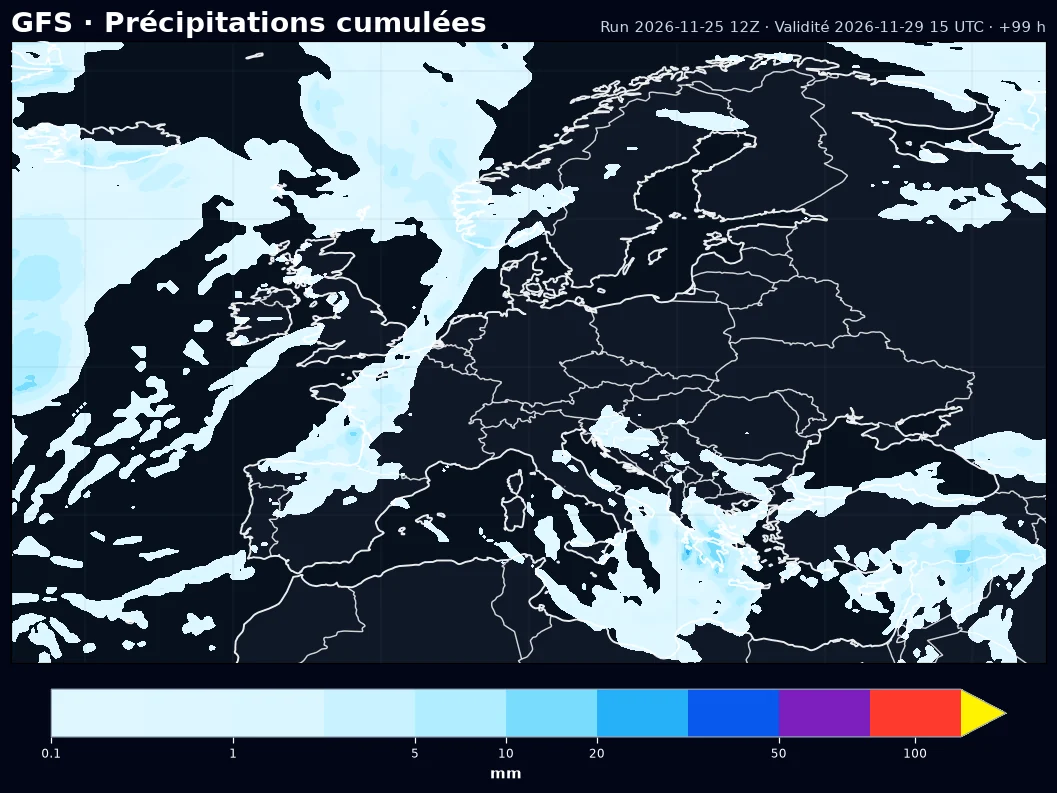 GFS · Précipitations cumulées
Run 2026-11-25 12Z · Validité 2026-11-29 15 UTC · +99 h
0.1 1 5 10 20 50 100
mm